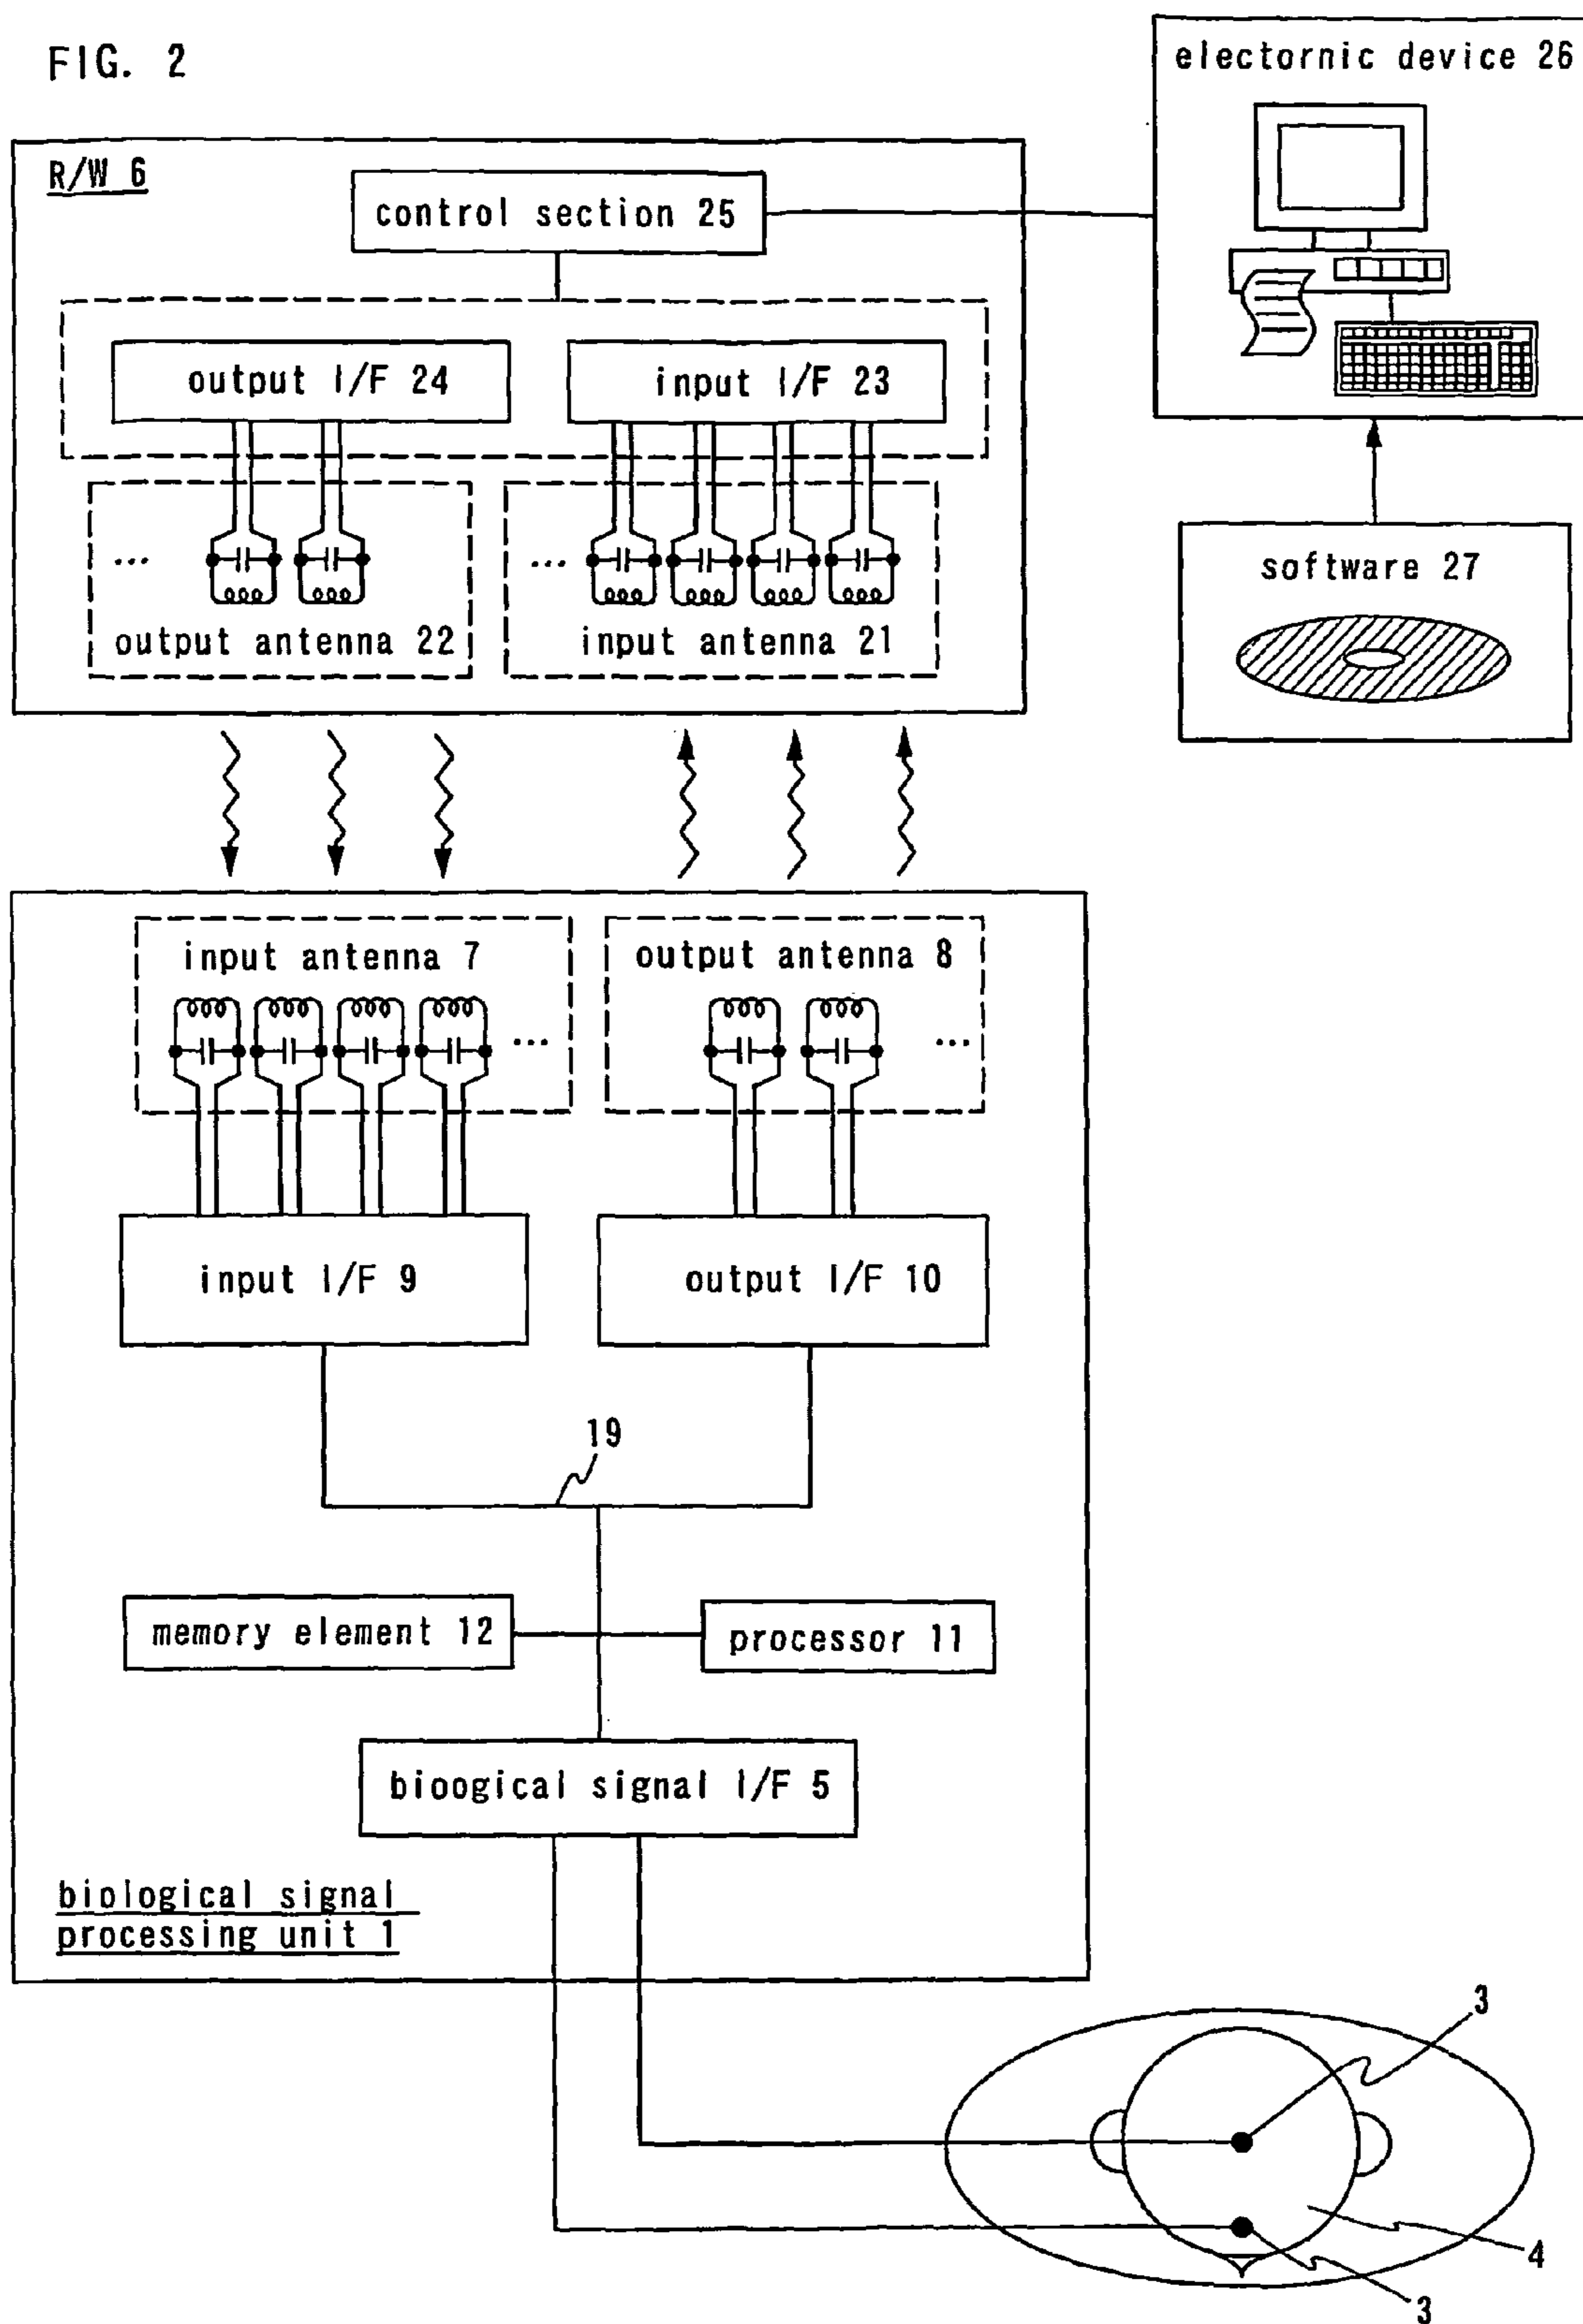 FIG. 2
electornic device 26
R/W 6
control section 25
output I/F 24
input I/F 23
software 27
...
...
output antenna 22
input antenna 21
input antenna 7
output antenna 8
...
...
input I/F 9
output I/F 10
19
memory element 12
processor 11
bioogical signal I/F 5
biological signal
processing unit 1
3
4
3